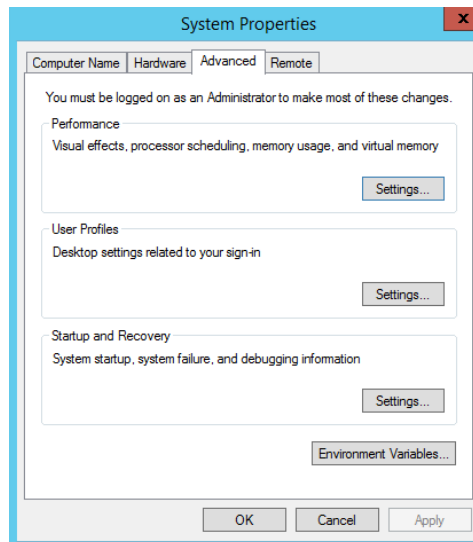 System Properties
x
Computer Name Hardware Advanced Remote
You must be logged on as an Administrator to make most of these changes.
Performance
Visual effects, processor scheduling, memory usage, and virtual memory
Settings...
User Profiles
Desktop settings related to your sign-in
Settings...
Startup and Recovery
System startup, system failure, and debugging information
Settings...
Environment Variables...
OK Cancel Apply